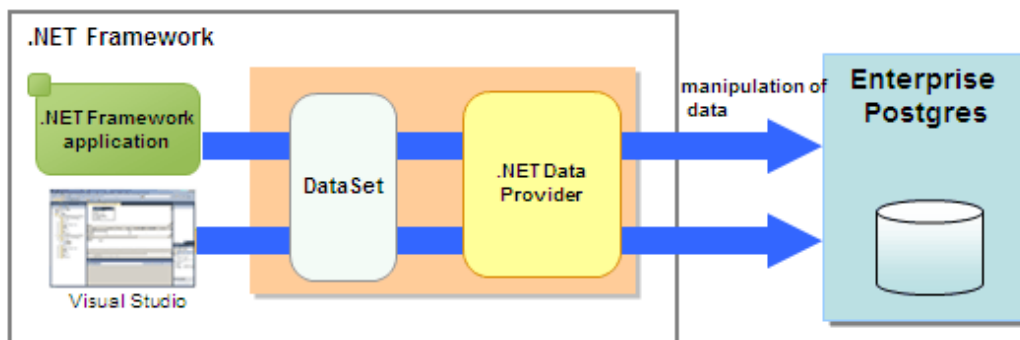 .NET Framework
.NET Framework
application
Visual Studio
DataSet
.NET Data
Provider
manipulation of
data
Enterprise
Postgres